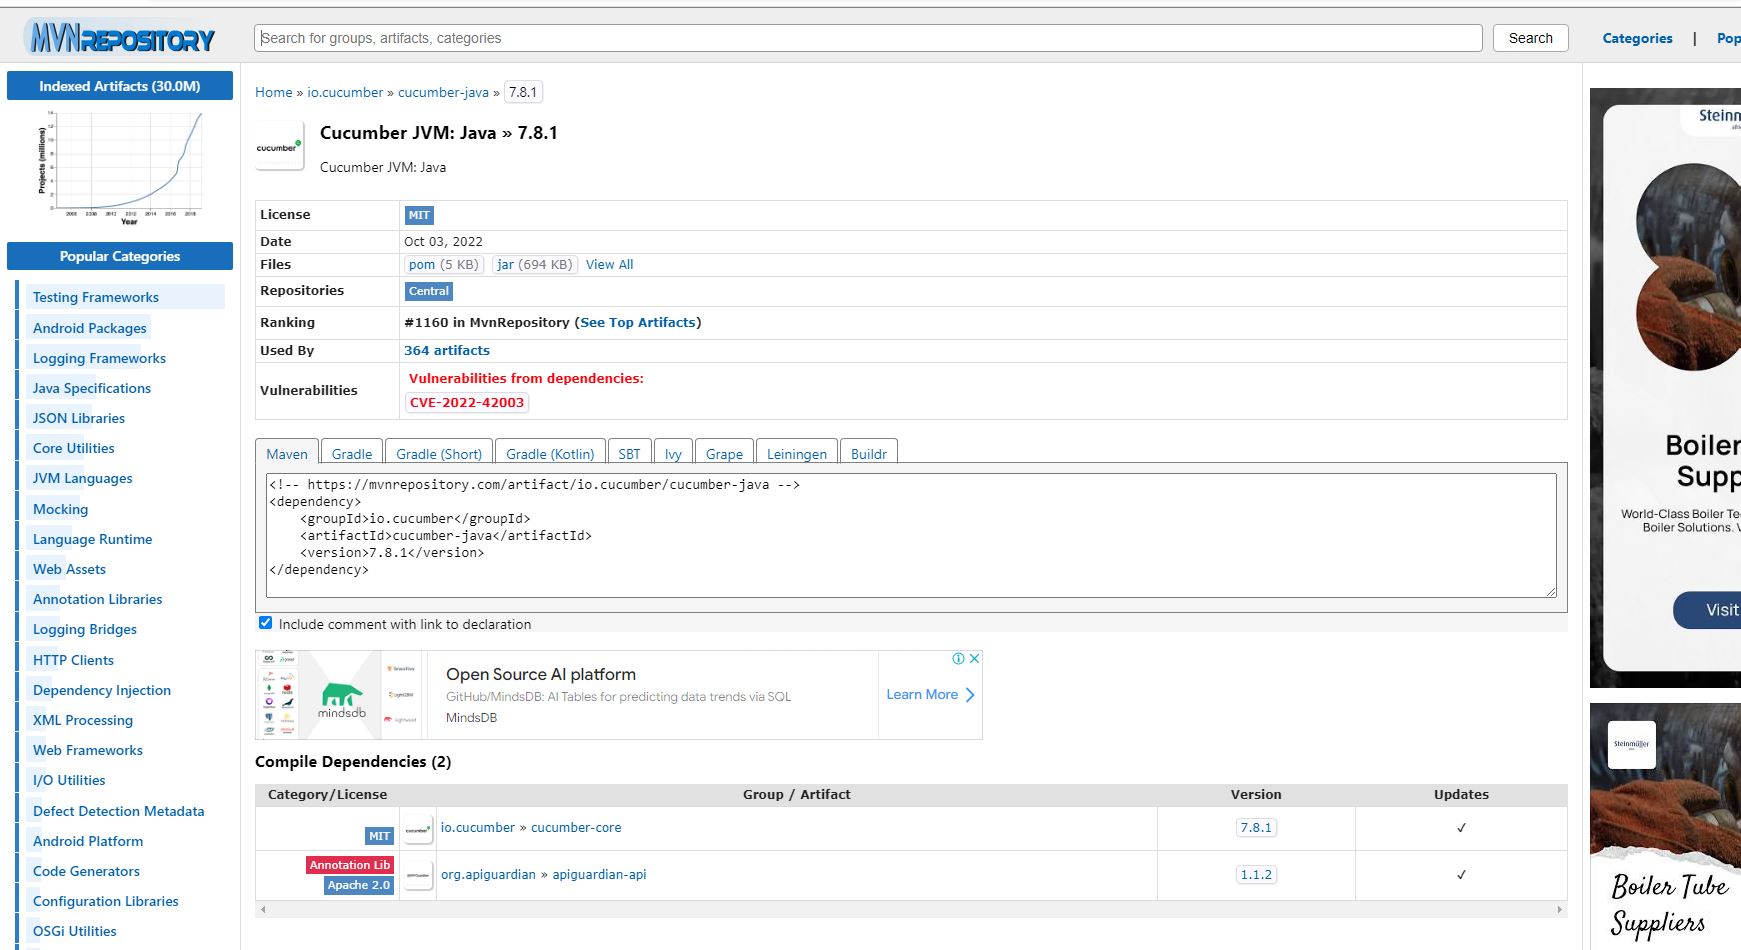 MVNREPOSITORY
Search for groups, artifacts, categories
Search
Categories | Pop
Indexed Artifacts (30.0M)
Projects (millions)
Year
Popular Categories
Testing Frameworks
Android Packages
Logging Frameworks
Java Specifications
JSON Libraries
Core Utilities
JVM Languages
Mocking
Language Runtime
Web Assets
Annotation Libraries
Logging Bridges
HTTP Clients
Dependency Injection
XML Processing
Web Frameworks
I/O Utilities
Defect Detection Metadata
Android Platform
Code Generators
Configuration Libraries
OSGi Utilities
Home » io.cucumber » cucumber-java » 7.8.1
cucumber
Cucumber JVM: Java » 7.8.1
Cucumber JVM: Java
License MIT
Date Oct 03, 2022
Files pom (5 KB) jar (694 KB) View All
Repositories Central
Ranking #1160 in MvnRepository (See Top Artifacts)
Used By 364 artifacts
Vulnerabilities Vulnerabilities from dependencies:
CVE-2022-42003
Maven Gradle Gradle (Short) Gradle (Kotlin) SBT Ivy Grape Leiningen Buildr
<!-- https://mvnrepository.com/artifact/io.cucumber/cucumber-java -->
<dependency>
    <groupId>io.cucumber</groupId>
    <artifactId>cucumber-java</artifactId>
    <version>7.8.1</version>
</dependency>
Include comment with link to declaration
mindsdb
Open Source AI platform
GitHub/MindsDB: AI Tables for predicting data trends via SQL
MindsDB
Learn More
Compile Dependencies (2)
Category/License Group / Artifact Version Updates
MIT cucumber io.cucumber » cucumber-core 7.8.1 ✓
Annotation Lib
Apache 2.0 org.apiguardian » apiguardian-api 1.1.2 ✓
Steinm
Boiler
Supp
World-Class Boiler Te
Boiler Solutions. V
Visit
Steinmüller
Boiler Tube
Suppliers